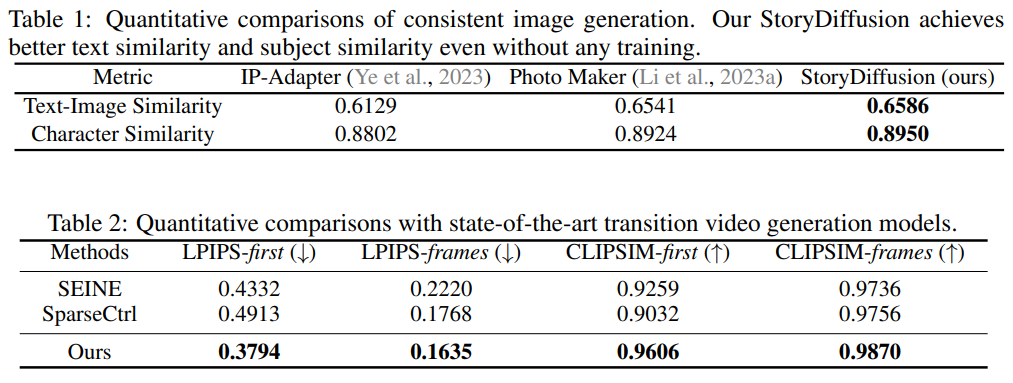 Table 1: Quantitative comparisons of consistent image generation. Our StoryDiffusion achieves
better text similarity and subject similarity even without any training.
Metric IP-Adapter (Ye et al., 2023) Photo Maker (Li et al., 2023a) StoryDiffusion (ours)
Text-Image Similarity 0.6129 0.6541 0.6586
Character Similarity 0.8802 0.8924 0.8950
Table 2: Quantitative comparisons with state-of-the-art transition video generation models.
Methods LPIPS-first (↓) LPIPS-frames (↓) CLIPSIM-first (↑) CLIPSIM-frames (↑)
SEINE 0.4332 0.2220 0.9259 0.9736
SparseCtrl 0.4913 0.1768 0.9032 0.9756
Ours 0.3794 0.1635 0.9606 0.9870